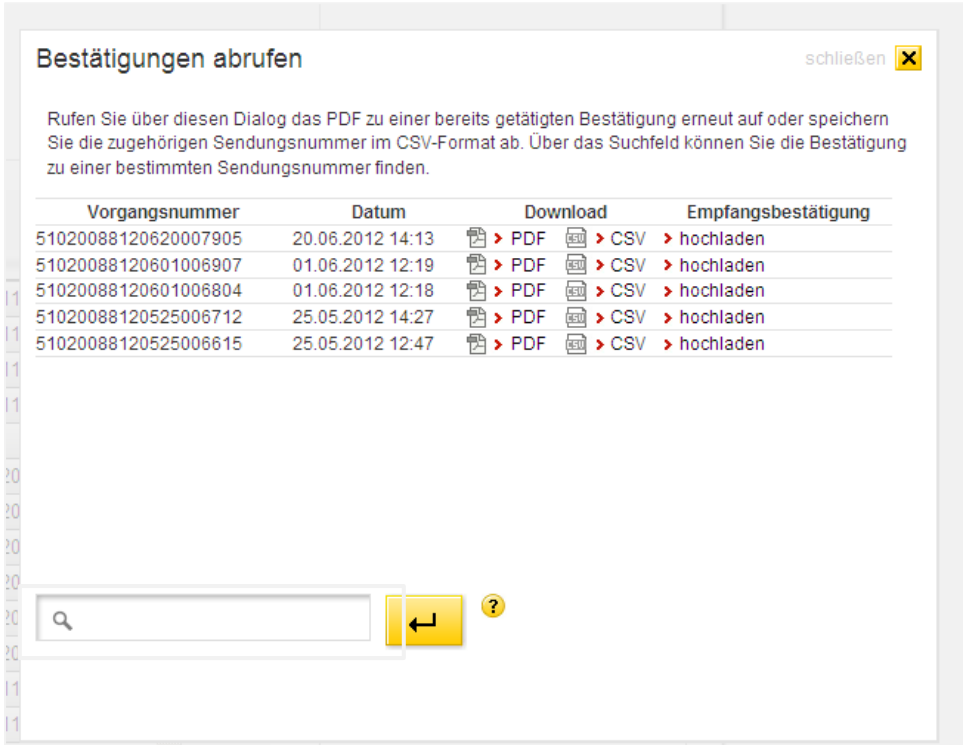 Bestätigungen abrufen
schließen
Rufen Sie über diesen Dialog das PDF zu einer bereits getätigten Bestätigung erneut auf oder speichern
Sie die zugehörigen Sendungsnummer im CSV-Format ab. Über das Suchfeld können Sie die Bestätigung
zu einer bestimmten Sendungsnummer finden.
Vorgangsnummer Datum Download Empfangsbestätigung
51020088120620007905 20.06.2012 14:13 PDF CSV hochladen
51020088120601006907 01.06.2012 12:19 PDF CSV hochladen
51020088120601006804 01.06.2012 12:18 PDF CSV hochladen
51020088120525006712 25.05.2012 14:27 PDF CSV hochladen
51020088120525006615 25.05.2012 12:47 PDF CSV hochladen
?